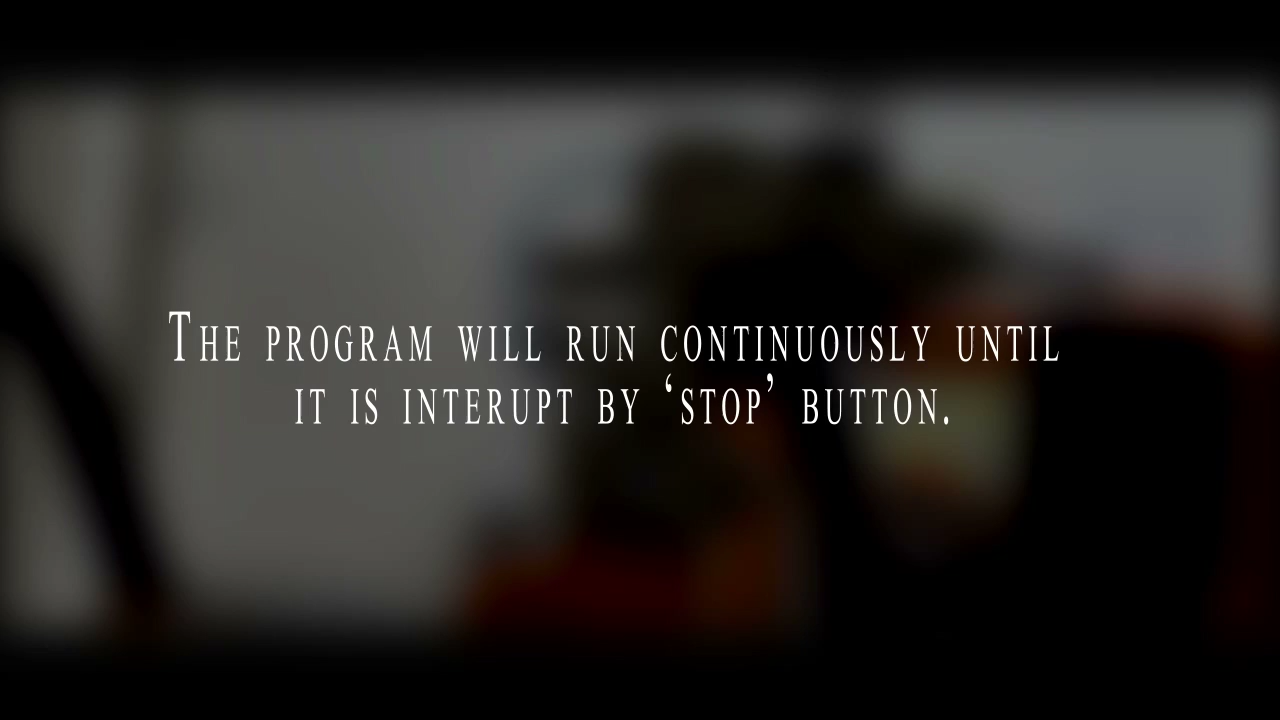 The program will run continuously until
it is interupt by ‘stop’ button.